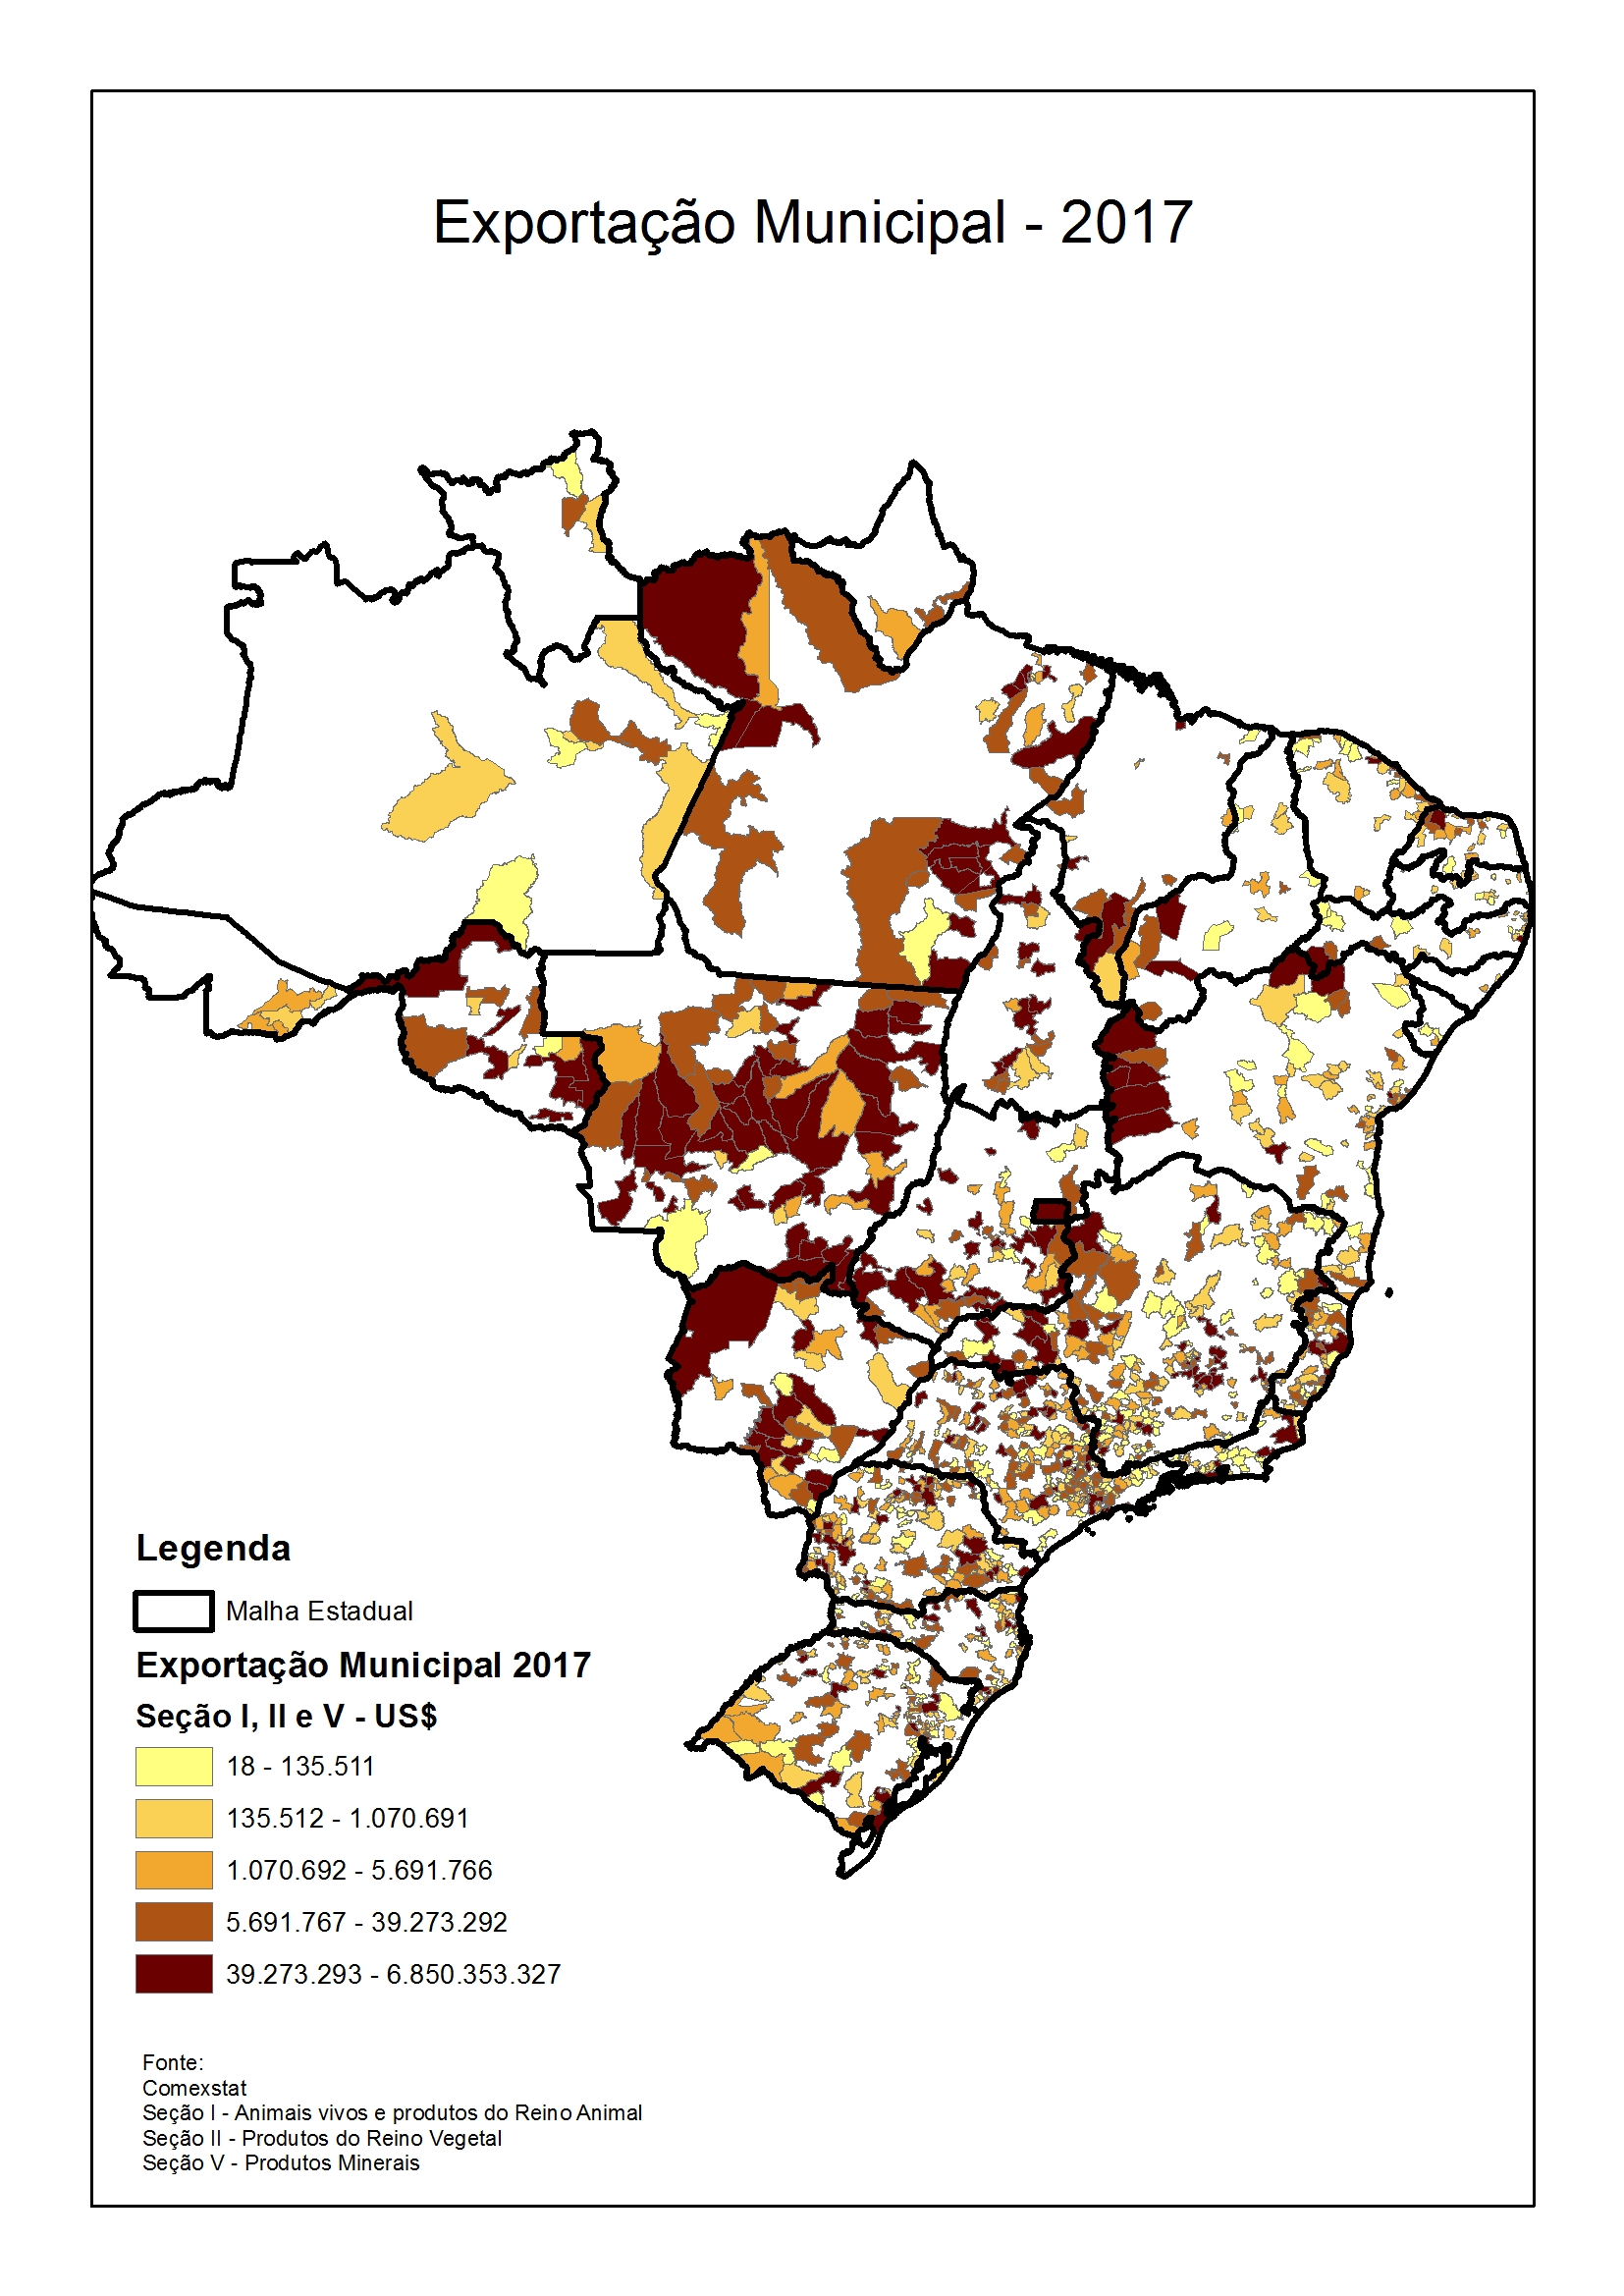 Exportação Municipal - 2017
Legenda
Malha Estadual
Exportação Municipal 2017
Seção I, II e V - US$
18 - 135.511
135.512 - 1.070.691
1.070.692 - 5.691.766
5.691.767 - 39.273.292
39.273.293 - 6.850.353.327
Fonte:
Comexstat
Seção I - Animais vivos e produtos do Reino Animal
Seção II - Produtos do Reino Vegetal
Seção V - Produtos Minerais